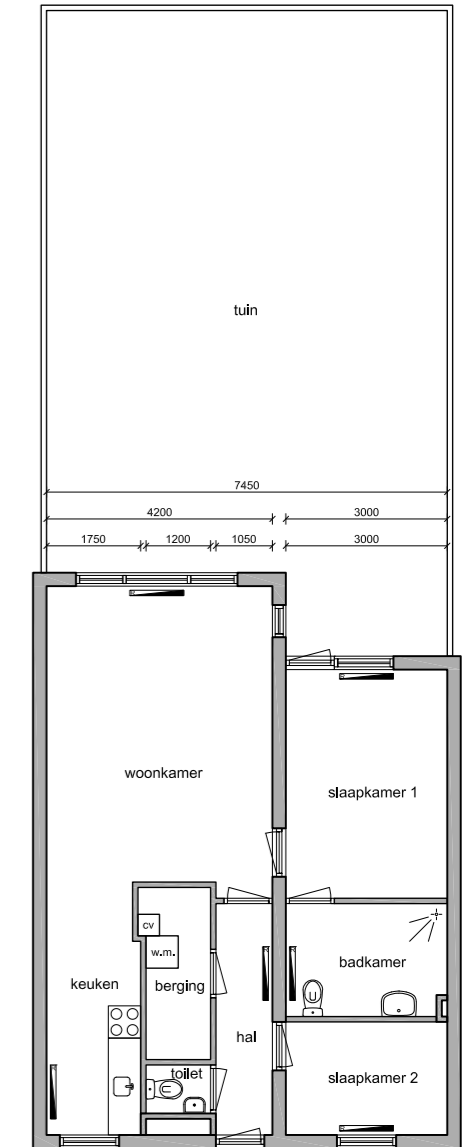 tuin
7450
4200 3000
1750 1200 1050 3000
woonkamer
slaapkamer 1
cv
w.m.
badkamer
keuken berging
hal
toilet
slaapkamer 2